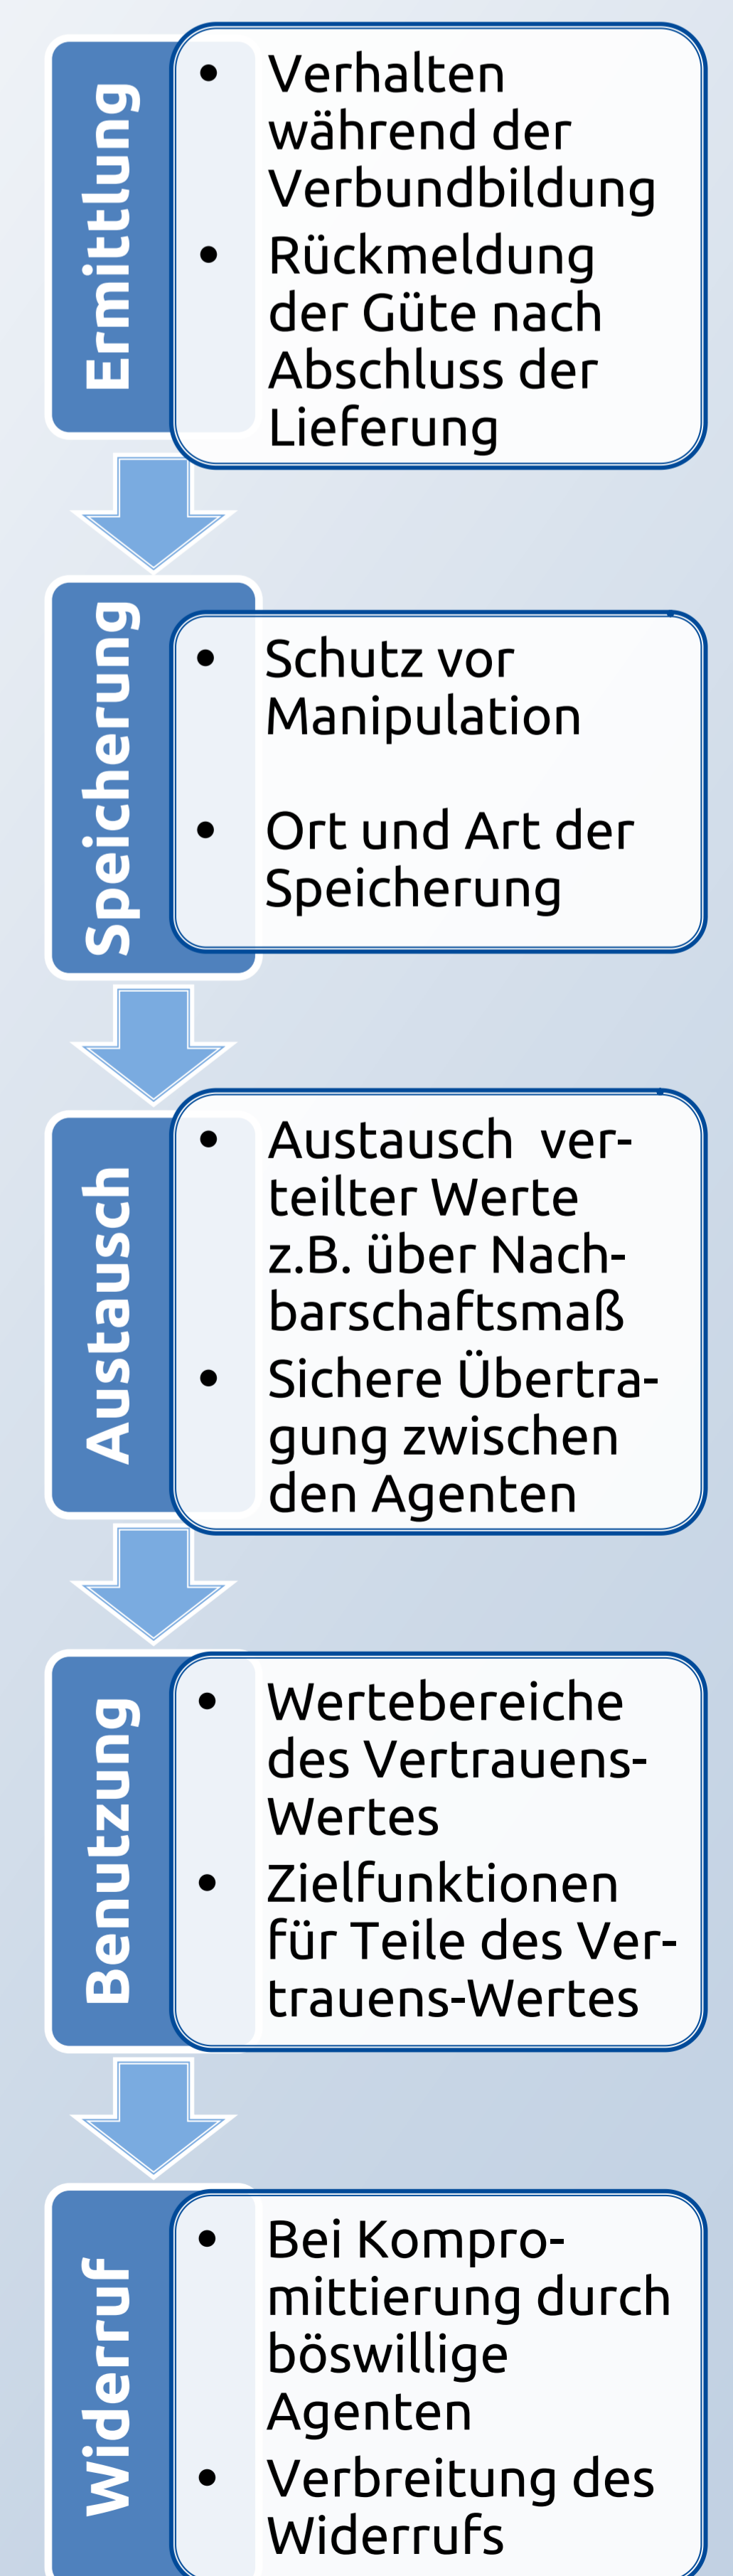 Ermittlung
• Verhalten
während der
Verbundbildung
• Rückmeldung
der Güte nach
Abschluss der
Lieferung
Speicherung
• Schutz vor
Manipulation
• Ort und Art der
Speicherung
Austausch
• Austausch  ver-
teilter Werte
z.B. über Nach-
barschaftsmaß
• Sichere Übertra-
gung zwischen
den Agenten
Benutzung
• Wertebereiche
des Vertrauens-
Wertes
• Zielfunktionen
für Teile des Ver-
trauens-Wertes
Widerruf
• Bei Kompro-
mittierung durch
böswillige
Agenten
• Verbreitung des
Widerrufs